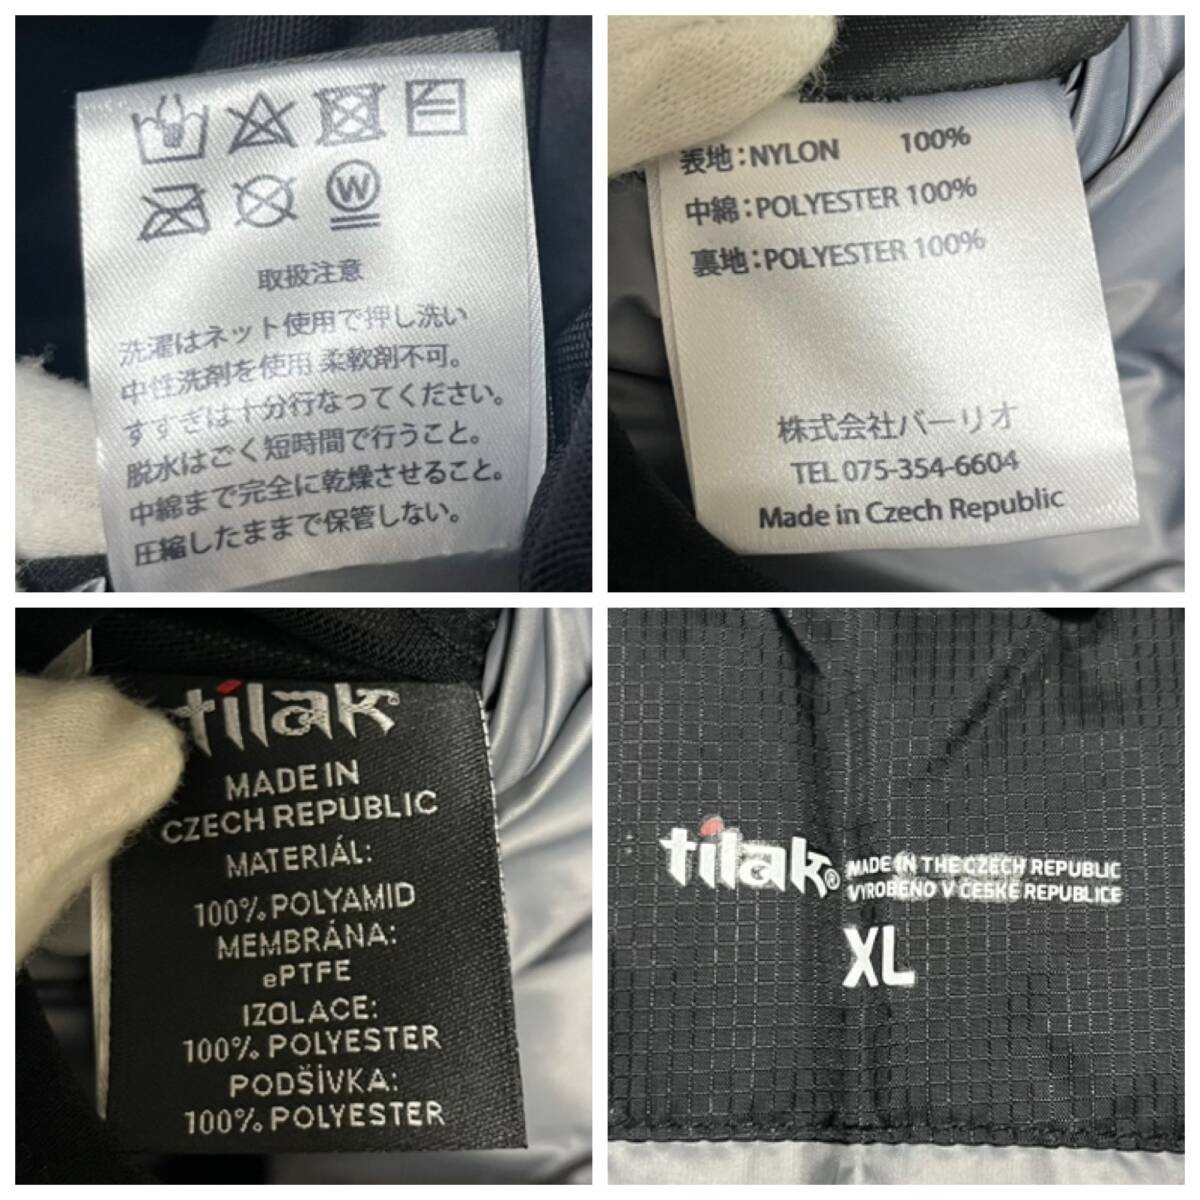 W
取扱注意
洗濯はネット使用で押し洗い
中性洗剤を使用 柔軟剤不可。
すすぎは十分行なってください。
脱水はごく短時間で行うこと。
中綿まで完全に乾燥させること。
圧縮したままで保管しない。
表地:NYLON 100%
中綿:POLYESTER 100%
裏地:POLYESTER 100%
株式会社バーリオ
TEL 075-354-6604
Made in Czech Republic
tilak
MADE IN
CZECH REPUBLIC
MATERIÁL:
100% POLYAMID
MEMBRÁNA:
ePTFE
IZOLACE:
100% POLYESTER
PODŠÍVKA:
100% POLYESTER
tilak® MADE IN THE CZECH REPUBLIC
VYROBENO V ČESKÉ REPUBLICE
XL